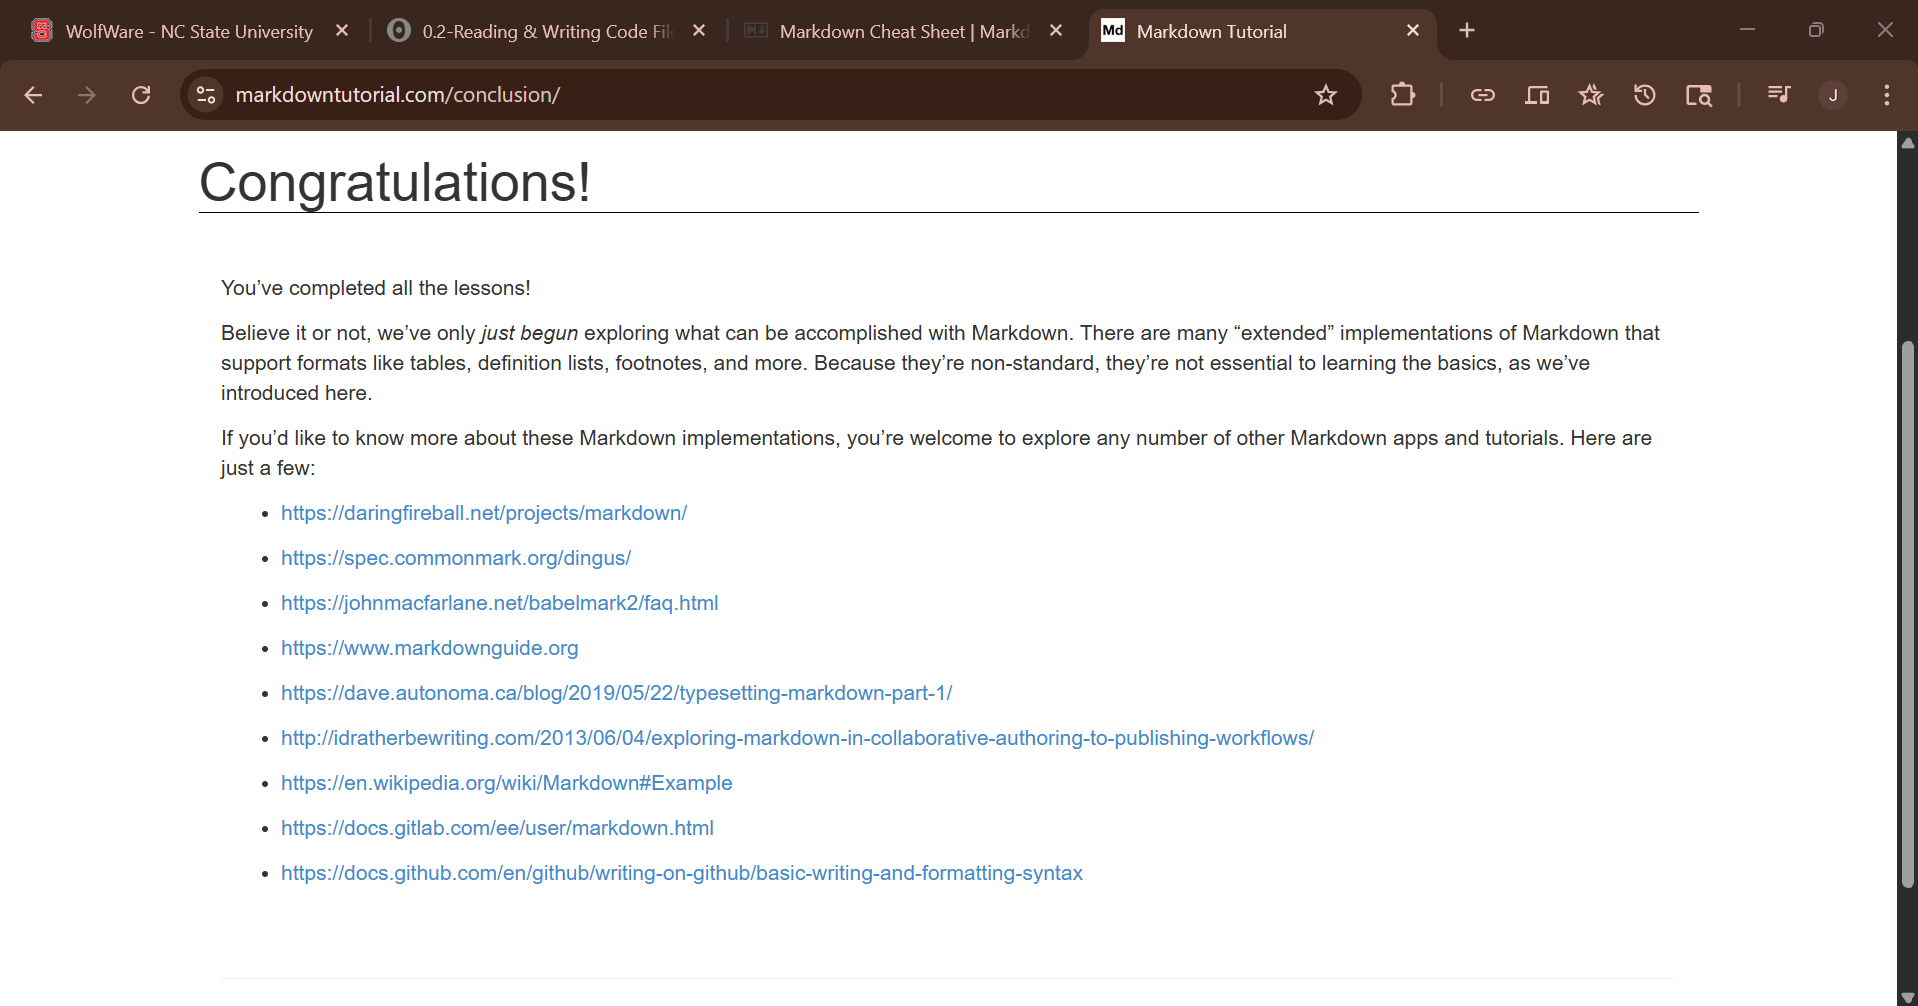 WolfWare - NC State University
0.2-Reading & Writing Code Fil
Markdown Cheat Sheet | Markd
Md Markdown Tutorial
markdowntutorial.com/conclusion/
J
Congratulations!
You’ve completed all the lessons!
Believe it or not, we’ve only just begun exploring what can be accomplished with Markdown. There are many “extended” implementations of Markdown that
support formats like tables, definition lists, footnotes, and more. Because they’re non-standard, they’re not essential to learning the basics, as we’ve
introduced here.
If you’d like to know more about these Markdown implementations, you’re welcome to explore any number of other Markdown apps and tutorials. Here are
just a few:
• https://daringfireball.net/projects/markdown/
• https://spec.commonmark.org/dingus/
• https://johnmacfarlane.net/babelmark2/faq.html
• https://www.markdownguide.org
• https://dave.autonoma.ca/blog/2019/05/22/typesetting-markdown-part-1/
• http://idratherbewriting.com/2013/06/04/exploring-markdown-in-collaborative-authoring-to-publishing-workflows/
• https://en.wikipedia.org/wiki/Markdown#Example
• https://docs.gitlab.com/ee/user/markdown.html
• https://docs.github.com/en/github/writing-on-github/basic-writing-and-formatting-syntax